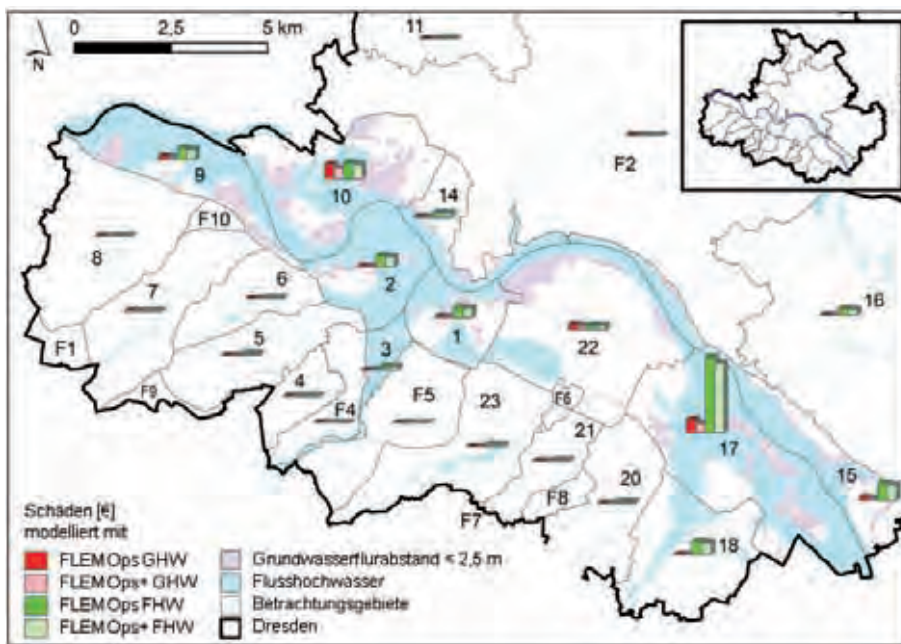 0 2,5 5 km
N
11
F2
9
10
14
F10
8
2
6
16
7
1
22
5
3
F1
F9
4
F5
23
F6
F4
21
17
15
20
F8
F7
18
Schäden [€]
modelliert mit
FLEMOps GHW
FLEMOps+ GHW
FLEMOps FHW
FLEMOps+ FHW
Grundwasserflurabstand < 2,5 m
Flusshochwasser
Betrachtungsgebiete
Dresden